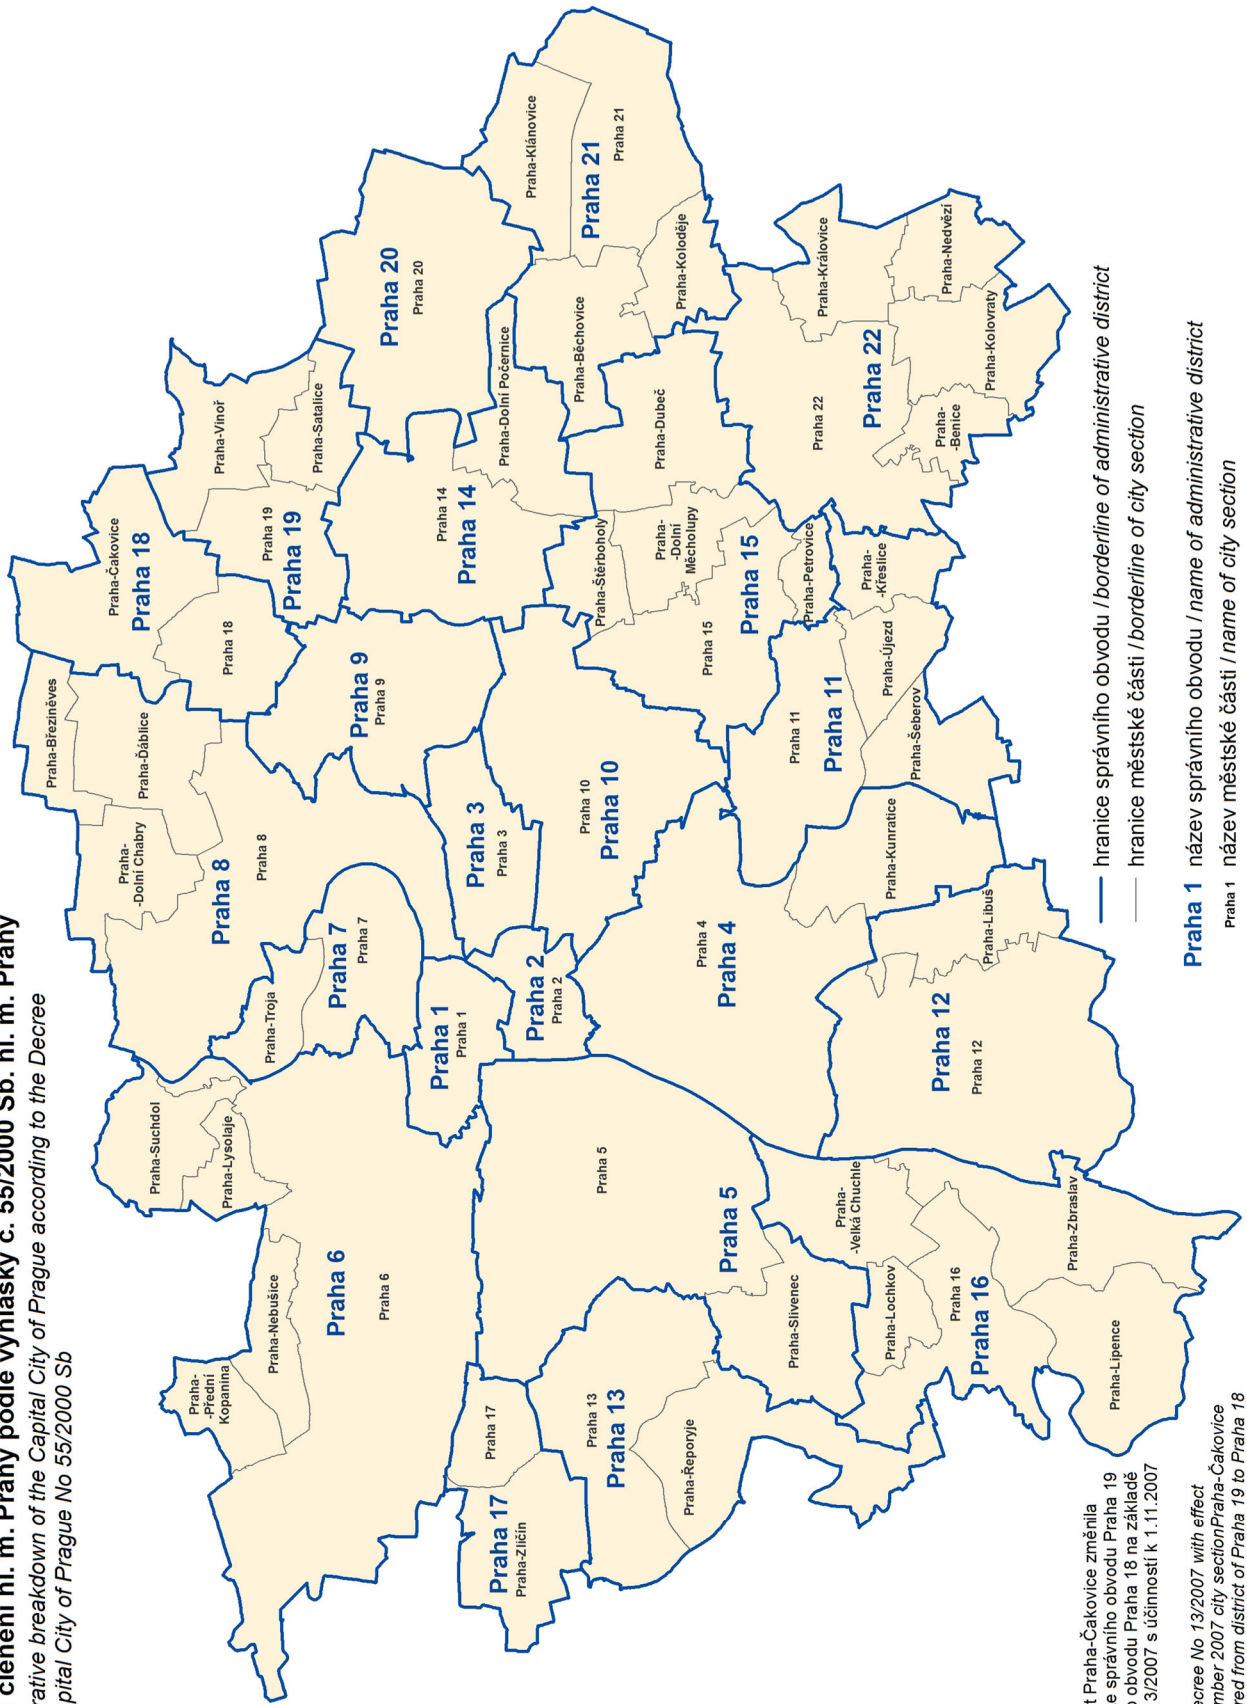 členění hl. m. Prahy podle vyhlášky č. 55/2000 Sb. hl. m. Prahy
rative breakdown of the Capital City of Prague according to the Decree
pital City of Prague No 55/2000 Sb
Praha-Březiněves
Praha-Čakovice
Praha 18
Praha 18
Praha-Ďáblice
Praha-
-Dolní Chabry
Praha 8
Praha 8
Praha-Vinoř
Praha-Satalice
Praha 19
Praha 19
Praha-Suchdol
Praha-Lysolaje
Praha-Troja
Praha 7
Praha 7
Praha 9
Praha 9
Praha 20
Praha 20
Praha-
-Přední
Kopanina
Praha-Nebušice
Praha 6
Praha 6
Praha 1
Praha 1
Praha 3
Praha 3
Praha 14
Praha 14
Praha-Dolní Počernice
Praha-Klánovice
Praha 21
Praha 21
Praha-Běchovice
Praha-Koloděje
Praha 17
Praha 17
Praha-Zličín
Praha 2
Praha 2
Praha 10
Praha 10
Praha-Štěrboholy
Praha-Dubeč
Praha-
-Dolní
Měcholupy
Praha 15
Praha 15
Praha-Petrovice
Praha 13
Praha 13
Praha-Řeporyje
Praha 5
Praha 5
Praha-Slivenec
Praha 4
Praha 4
Praha-Kunratice
Praha 11
Praha 11
Praha-Křeslice
Praha-Újezd
Praha-Šeberov
Praha 22
Praha 22
Praha-Královice
Praha-Nedvězí
Praha-Kolovraty
Praha-
-Benice
Praha-
-Velká Chuchle
Praha-Lochkov
Praha 16
Praha 16
Praha-Lipence
Praha-Zbraslav
Praha 12
Praha 12
Praha-Libuš
t Praha-Čakovice změnila
e správního obvodu Praha 19
o obvodu Praha 18 na základě
3/2007 s účinností k 1.11.2007
ecree No 13/2007 with effect
mber 2007 city sectionPraha-Čakovice
red from district of Praha 19 to Praha 18
hranice správního obvodu / borderline of administrative district
hranice městské části / borderline of city section
Praha 1 název správního obvodu / name of administrative district
Praha 1 název městské části / name of city section